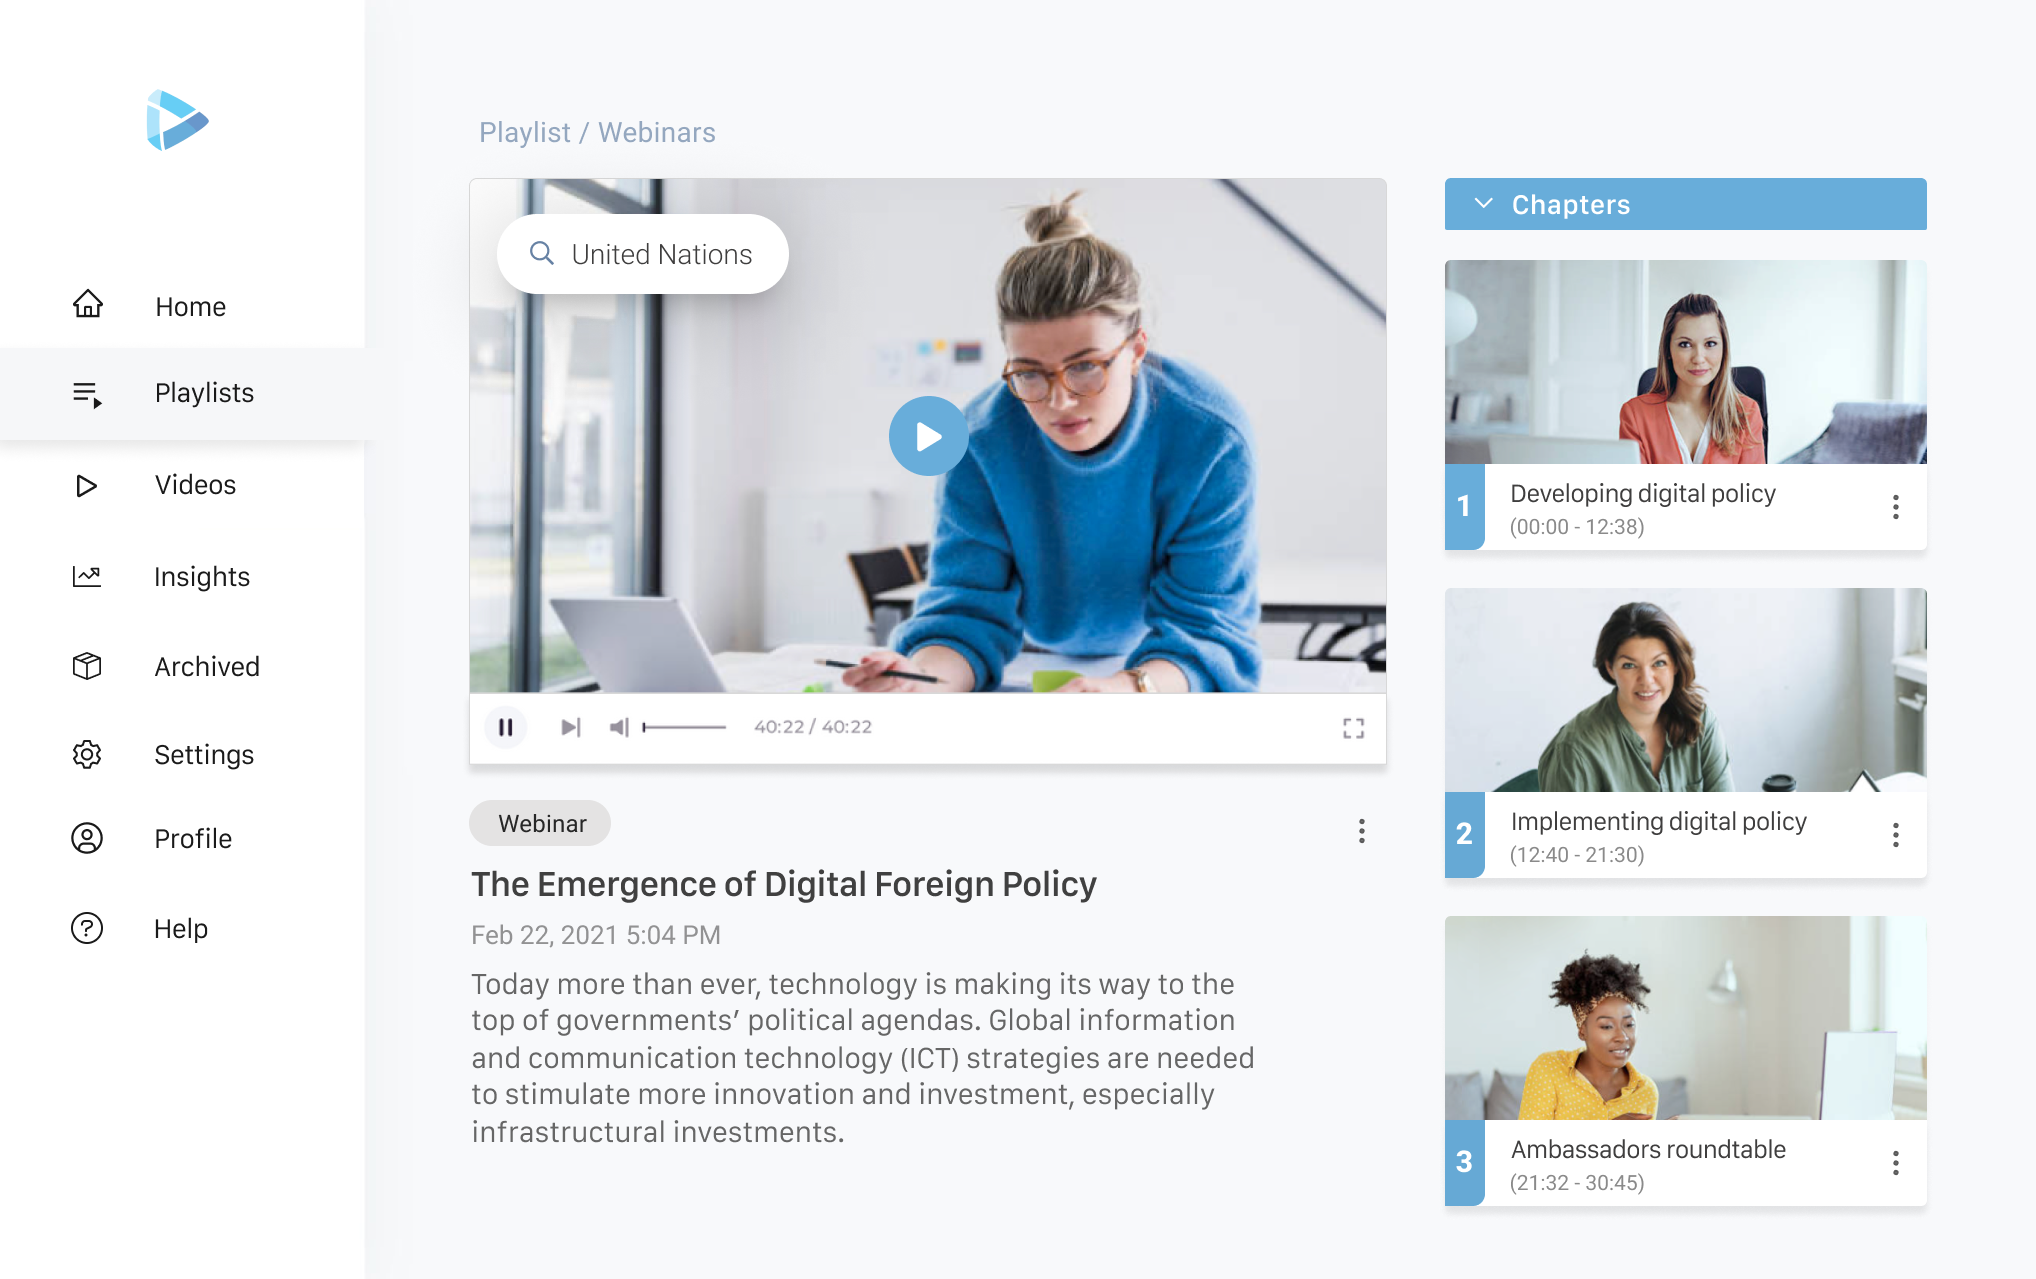 Home
Playlists
Videos
Insights
Archived
Settings
Profile
Help
Playlist / Webinars
United Nations
40:22 / 40:22
Webinar
The Emergence of Digital Foreign Policy
Feb 22, 2021 5:04 PM
Today more than ever, technology is making its way to the
top of governments’ political agendas. Global information
and communication technology (ICT) strategies are needed
to stimulate more innovation and investment, especially
infrastructural investments.
Chapters
1
Developing digital policy
(00:00 - 12:38)
2
Implementing digital policy
(12:40 - 21:30)
3
Ambassadors roundtable
(21:32 - 30:45)